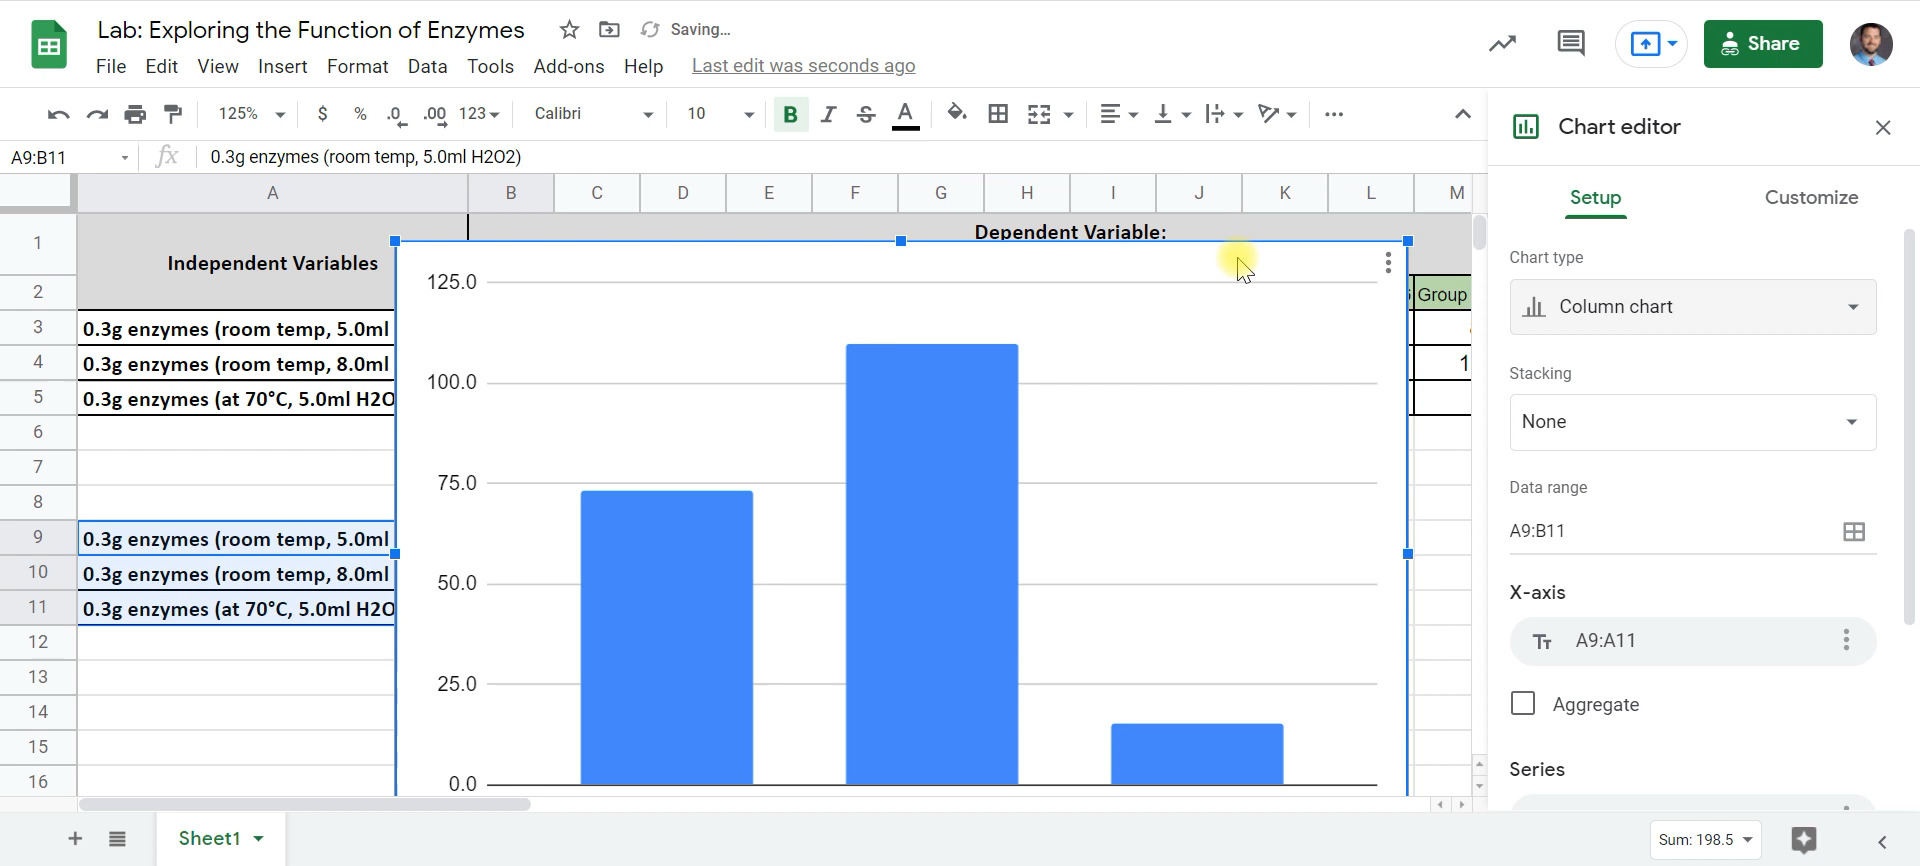 Lab: Exploring the Function of Enzymes
Saving...
File Edit View Insert Format Data Tools Add-ons Help Last edit was seconds ago
Share
125% $ % .0 .00 123 Calibri 10 B I S A
A9:B11 fx 0.3g enzymes (room temp, 5.0ml H2O2)
A B C D E F G H I J K L M
1 Independent Variables Dependent Variable:
2 Group
3 0.3g enzymes (room temp, 5.0ml
4 0.3g enzymes (room temp, 8.0ml 1
5 0.3g enzymes (at 70°C, 5.0ml H2O
6
7
8
9 0.3g enzymes (room temp, 5.0ml
10 0.3g enzymes (room temp, 8.0ml
11 0.3g enzymes (at 70°C, 5.0ml H2O
12
13
14
15
16
125.0
100.0
75.0
50.0
25.0
0.0
Chart editor
Setup Customize
Chart type
Column chart
Stacking
None
Data range
A9:B11
X-axis
Tт A9:A11
Aggregate
Series
Sheet1
Sum: 198.5